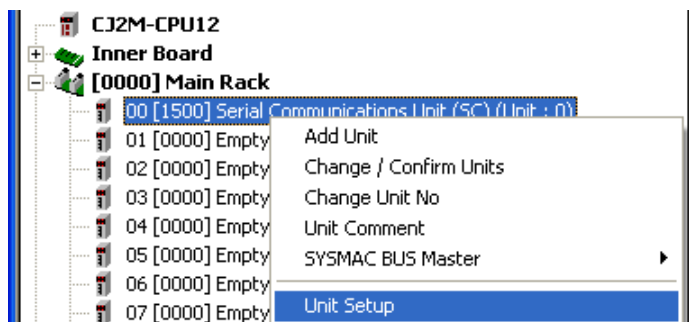 CJ2M-CPU12
Inner Board
[0000] Main Rack
00 [1500] Serial Communications Unit (SC) (Unit : 0)
01 [0000] Empty
02 [0000] Empty
03 [0000] Empty
04 [0000] Empty
05 [0000] Empty
06 [0000] Empty
07 [0000] Empty
Add Unit
Change / Confirm Units
Change Unit No
Unit Comment
SYSMAC BUS Master
Unit Setup